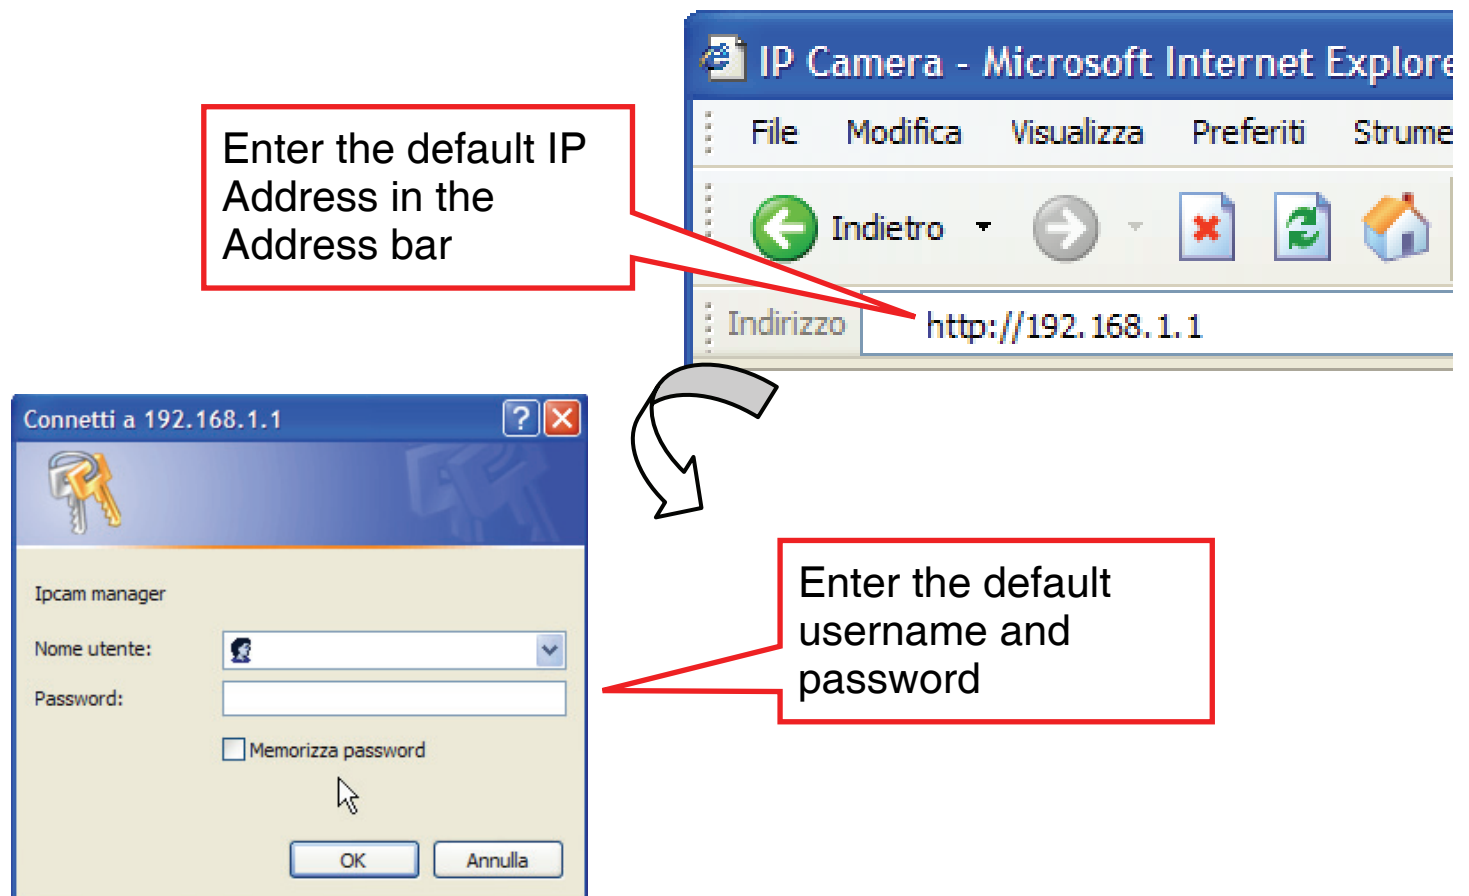 IP Camera - Microsoft Internet Explore
File Modifica Visualizza Preferiti Strume
Enter the default IP
Address in the
Address bar
Indietro
Indirizzo http://192.168.1.1
Connetti a 192.168.1.1
Ipcam manager
Nome utente:
Password:
Memorizza password
OK Annulla
Enter the default
username and
password